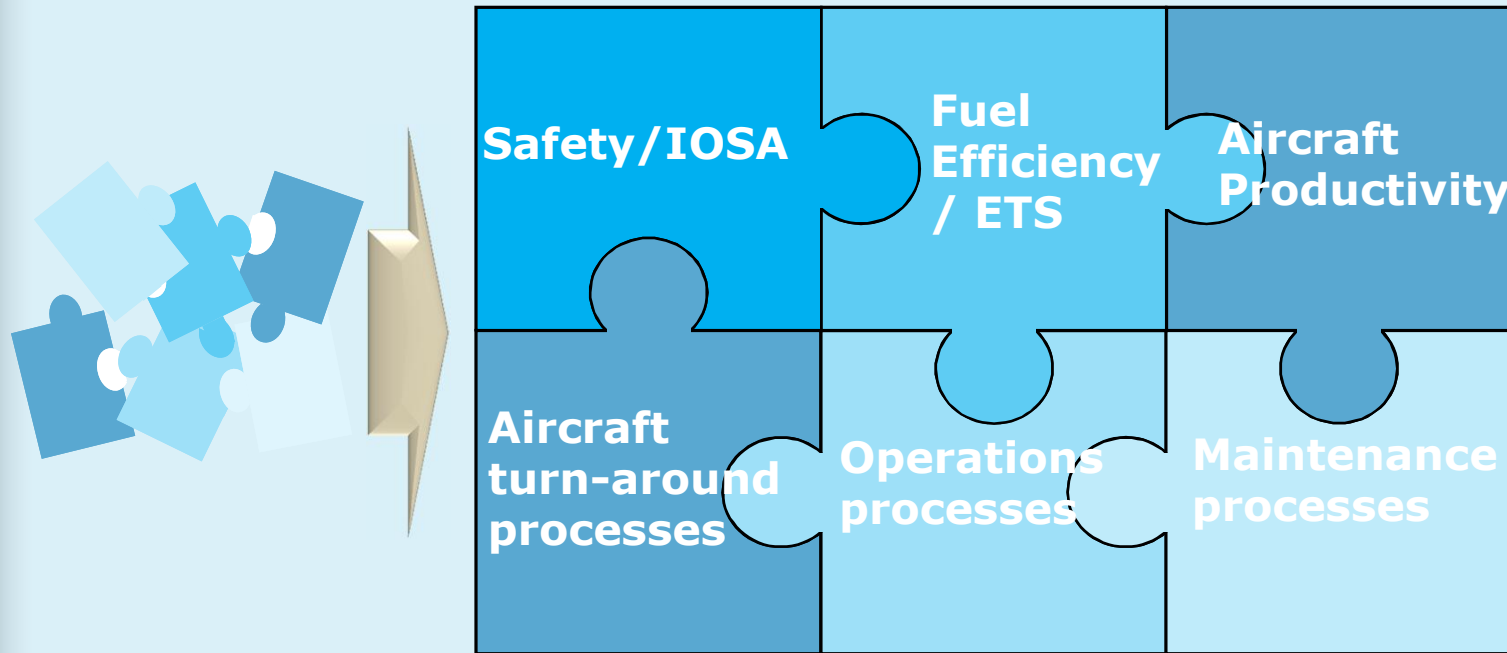 Safety/IOSA
Fuel
Efficiency
/ ETS
Aircraft
Productivity
Aircraft
turn-around
processes
Operations
processes
Maintenance
processes